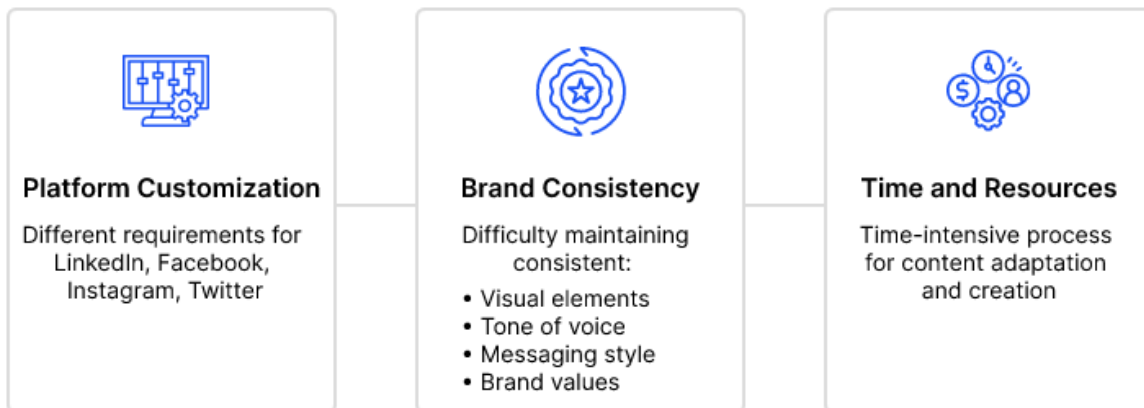 Platform Customization
Different requirements for
LinkedIn, Facebook,
Instagram, Twitter
Brand Consistency
Difficulty maintaining
consistent:
• Visual elements
• Tone of voice
• Messaging style
• Brand values
Time and Resources
Time-intensive process
for content adaptation
and creation